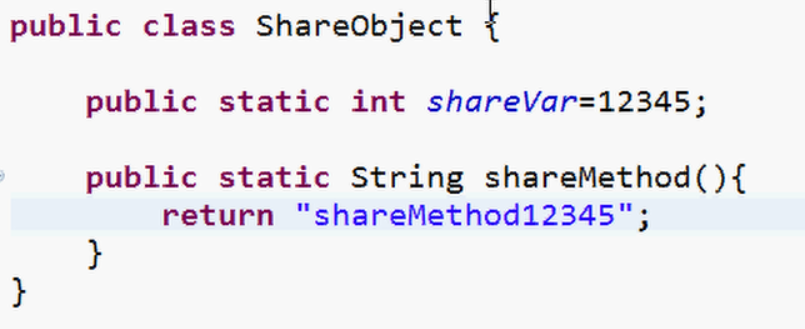 public class ShareObject {
public static int shareVar=12345;
public static String shareMethod(){
return "shareMethod12345";
}
}